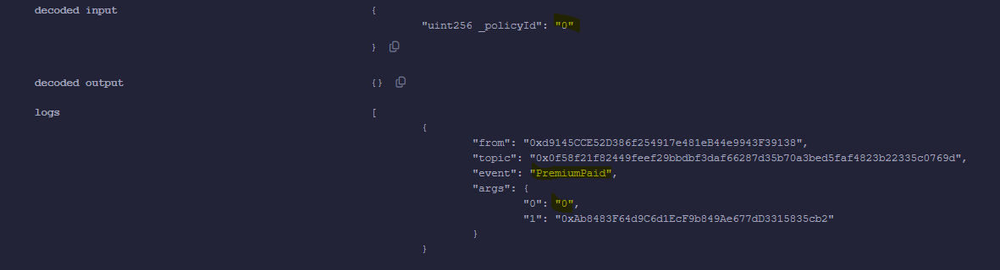 decoded input {
"uint256 _policyId": "0"
}
decoded output {}
logs [
{
"from": "0xd9145CCE52D386f254917e481eB44e9943F39138",
"topic": "0x0f58f21f82449feef29bbdbf3daf66287d35b70a3bed5faf4823b22335c0769d",
"event": "PremiumPaid",
"args": {
"0": "0",
"1": "0xAb8483F64d9C6d1EcF9b849Ae677dD3315835cb2"
}
}